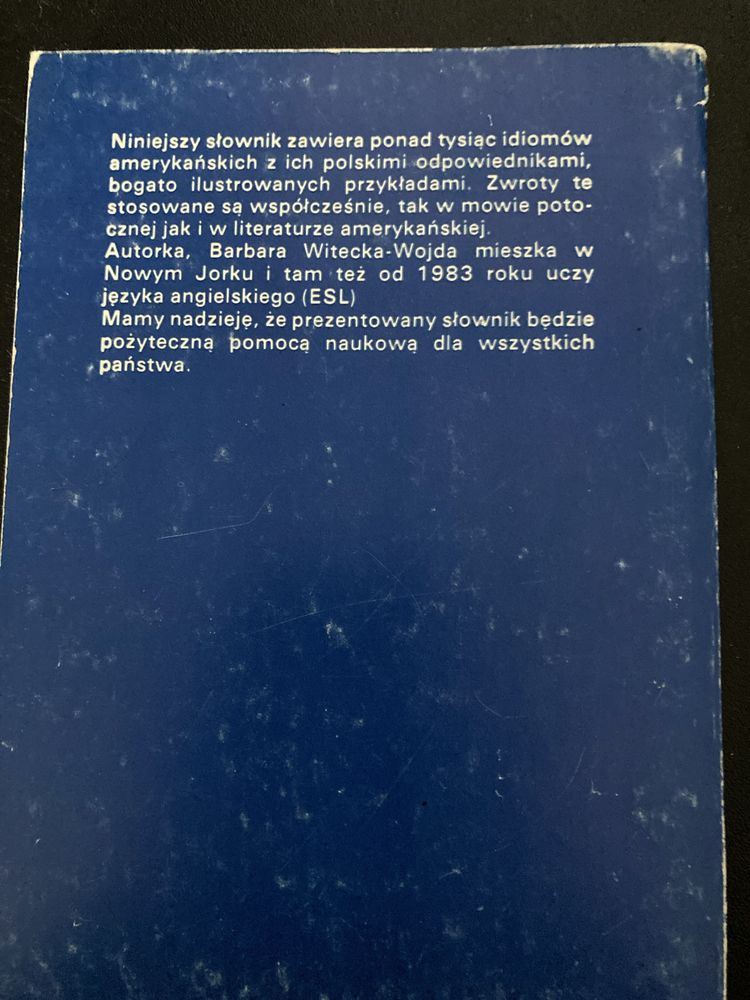 Niniejszy słownik zawiera ponad tysiąc idiomów
amerykańskich z ich polskimi odpowiednikami,
bogato ilustrowanych przykładami. Zwroty te
stosowane są współcześnie, tak w mowie poto-
cznej jak i w literaturze amerykańskiej.
Autorka, Barbara Witecka-Wojda mieszka w
Nowym Jorku i tam też od 1983 roku uczy
języka angielskiego (ESL)
Mamy nadzieję, że prezentowany słownik będzie
pożyteczną pomocą naukową dla wszystkich
państwa.